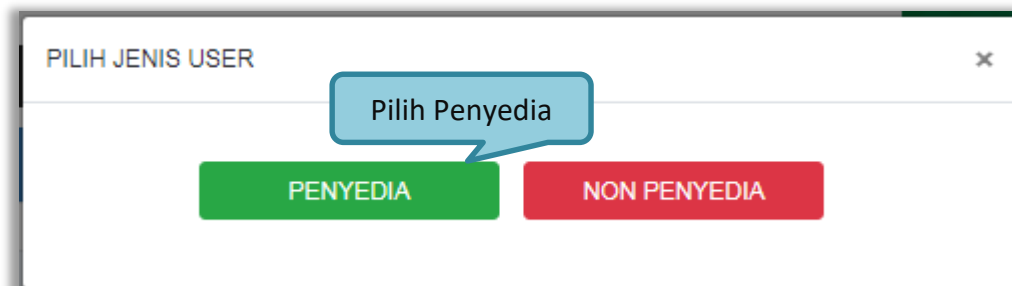 PILIH JENIS USER ×
Pilih Penyedia
PENYEDIA
NON PENYEDIA